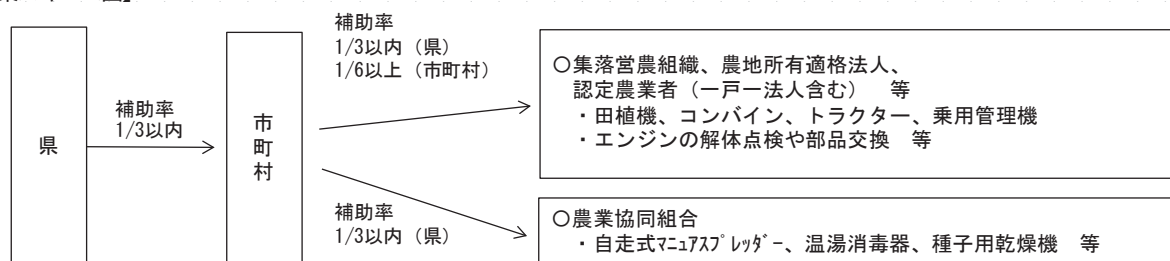 県
補助率
1/3以内
市
町
村
補助率
1/3以内（県）
1/6以上（市町村）
○集落営農組織、農地所有適格法人、
認定農業者（一戸一法人含む）　等
・田植機、コンバイン、トラクター、乗用管理機
・エンジンの解体点検や部品交換　等
補助率
1/3以内（県）
○農業協同組合
・自走式ﾏﾆｭｱｽﾌﾟﾚｯﾀﾞｰ、温湯消毒器、種子用乾燥機　等